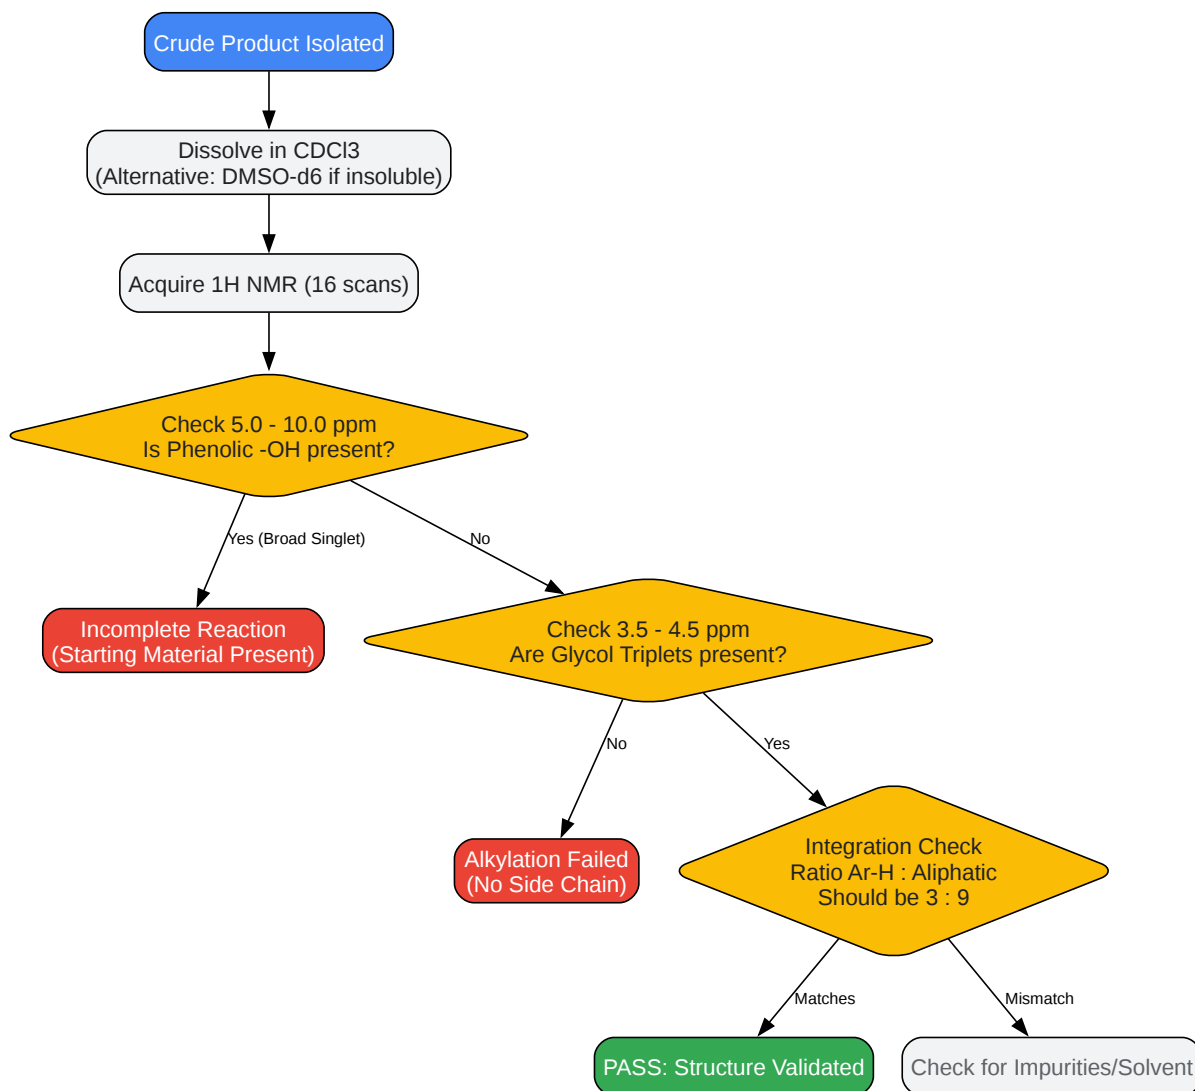 Crude Product Isolated
Dissolve in CDCl3
(Alternative: DMSO-d6 if insoluble)
Acquire 1H NMR (16 scans)
Check 5.0 - 10.0 ppm
Is Phenolic -OH present?
Yes (Broad Singlet)
No
Incomplete Reaction
(Starting Material Present)
Check 3.5 - 4.5 ppm
Are Glycol Triplets present?
No
Yes
Alkylation Failed
(No Side Chain)
Integration Check
Ratio Ar-H : Aliphatic
Should be 3 : 9
Matches
Mismatch
PASS: Structure Validated
Check for Impurities/Solvent